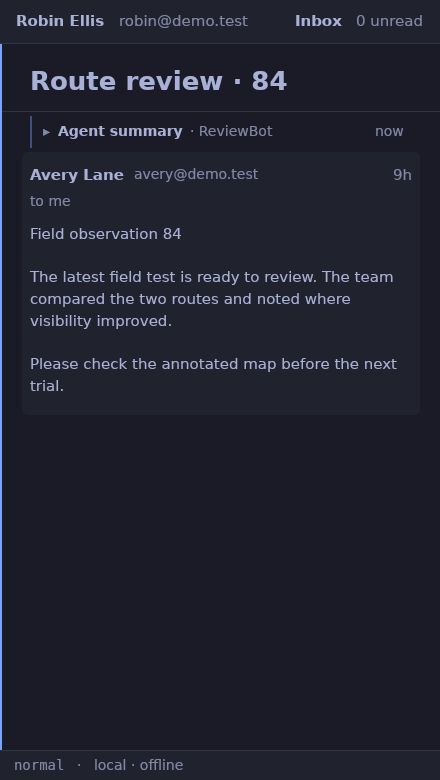 Robin Ellis robin@demo.test Inbox 0 unread
Route review · 84
▸ Agent summary · ReviewBot now
Avery Lane avery@demo.test 9h
to me
Field observation 84
The latest field test is ready to review. The team
compared the two routes and noted where
visibility improved.
Please check the annotated map before the next
trial.
normal · local · offline